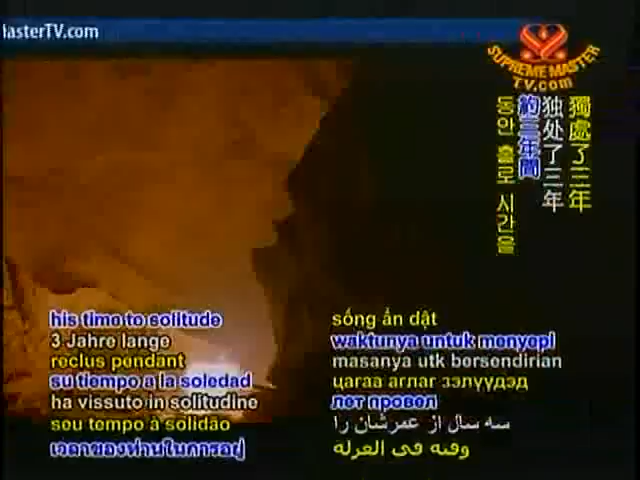 lasterTV.com
SUPREME MASTER
TV.com
獨處了三年
独处了三年
約三年間
동안 홀로 시간을
his time to solitude
3 Jahre lange
reclus pendant
su tiempo a la soledad
ha vissuto in solitudine
seu tempo à solidão
เวลาของท่านในการอยู่
sống ẩn dật
waktunya untuk menyepi
masanya utk bersendirian
цагаа аглаг зэлүүдэд
лет провел
سه سال از عمرشان را
وقته في العزلة